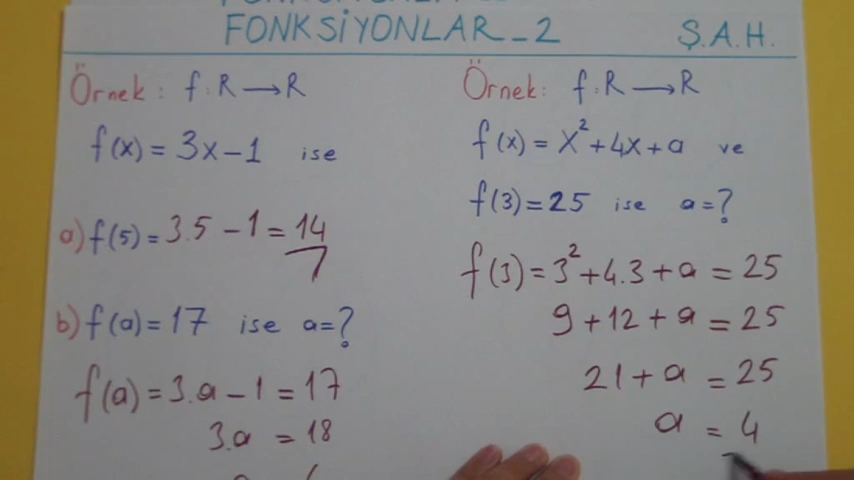 FONKSİYONLAR_2
Ş.A.H.
Örnek: f:R→R
f(x)=3x-1 ise
a) f(5)=3.5-1=14
b) f(a)=17 ise a=?
f(a)=3.a-1=17
3.a=18
Örnek: f:R→R
f(x)=x²+4x+a ve
f(3)=25 ise a=?
f(3)=3²+4.3+a=25
9+12+a=25
21+a=25
a=4